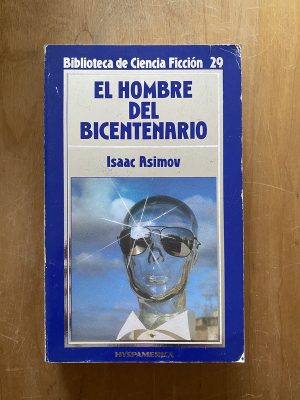 Biblioteca de Ciencia Ficción 29
EL HOMBRE
DEL
BICENTENARIO
Isaac Asimov
HYSPAMERICA